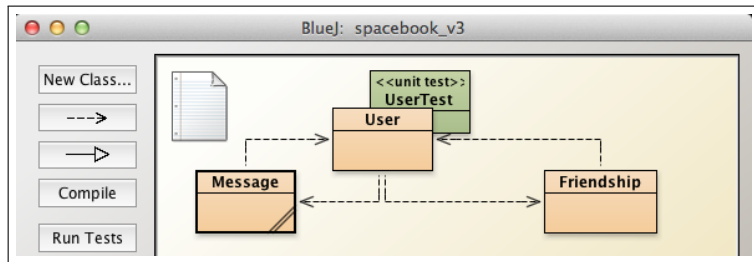 BlueJ: spacebook_v3
New Class...
Compile
Run Tests
<<unit test>>
UserTest
User
Message
Friendship